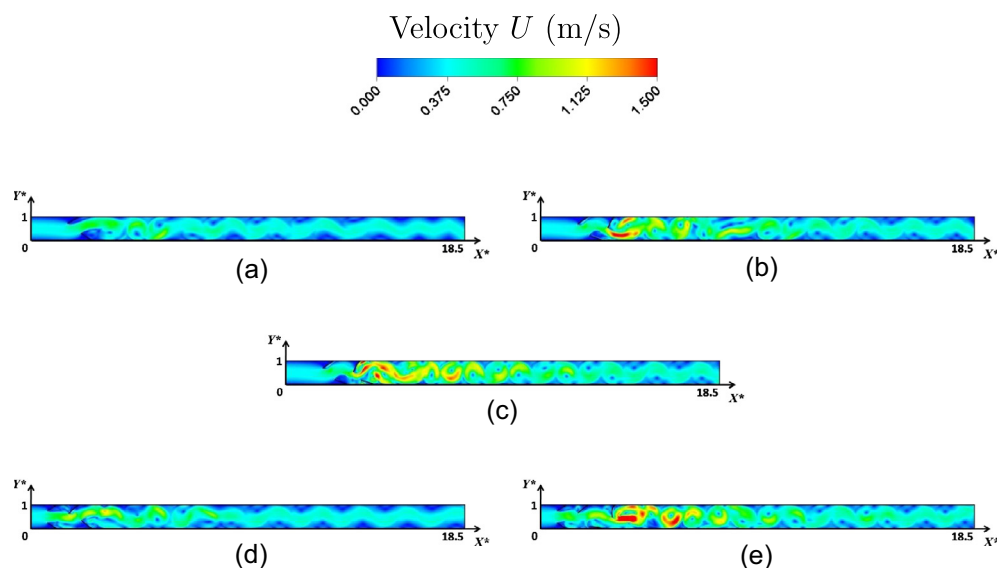 Velocity U (m/s)
0.000 0.375 0.750 1.125 1.500
Y* Y*
1 1
0 18.5 X* 0 18.5 X*
(a) (b)
Y*
1
0 18.5 X*
(c)
Y* Y*
1 1
0 18.5 X* 0 18.5 X*
(d) (e)